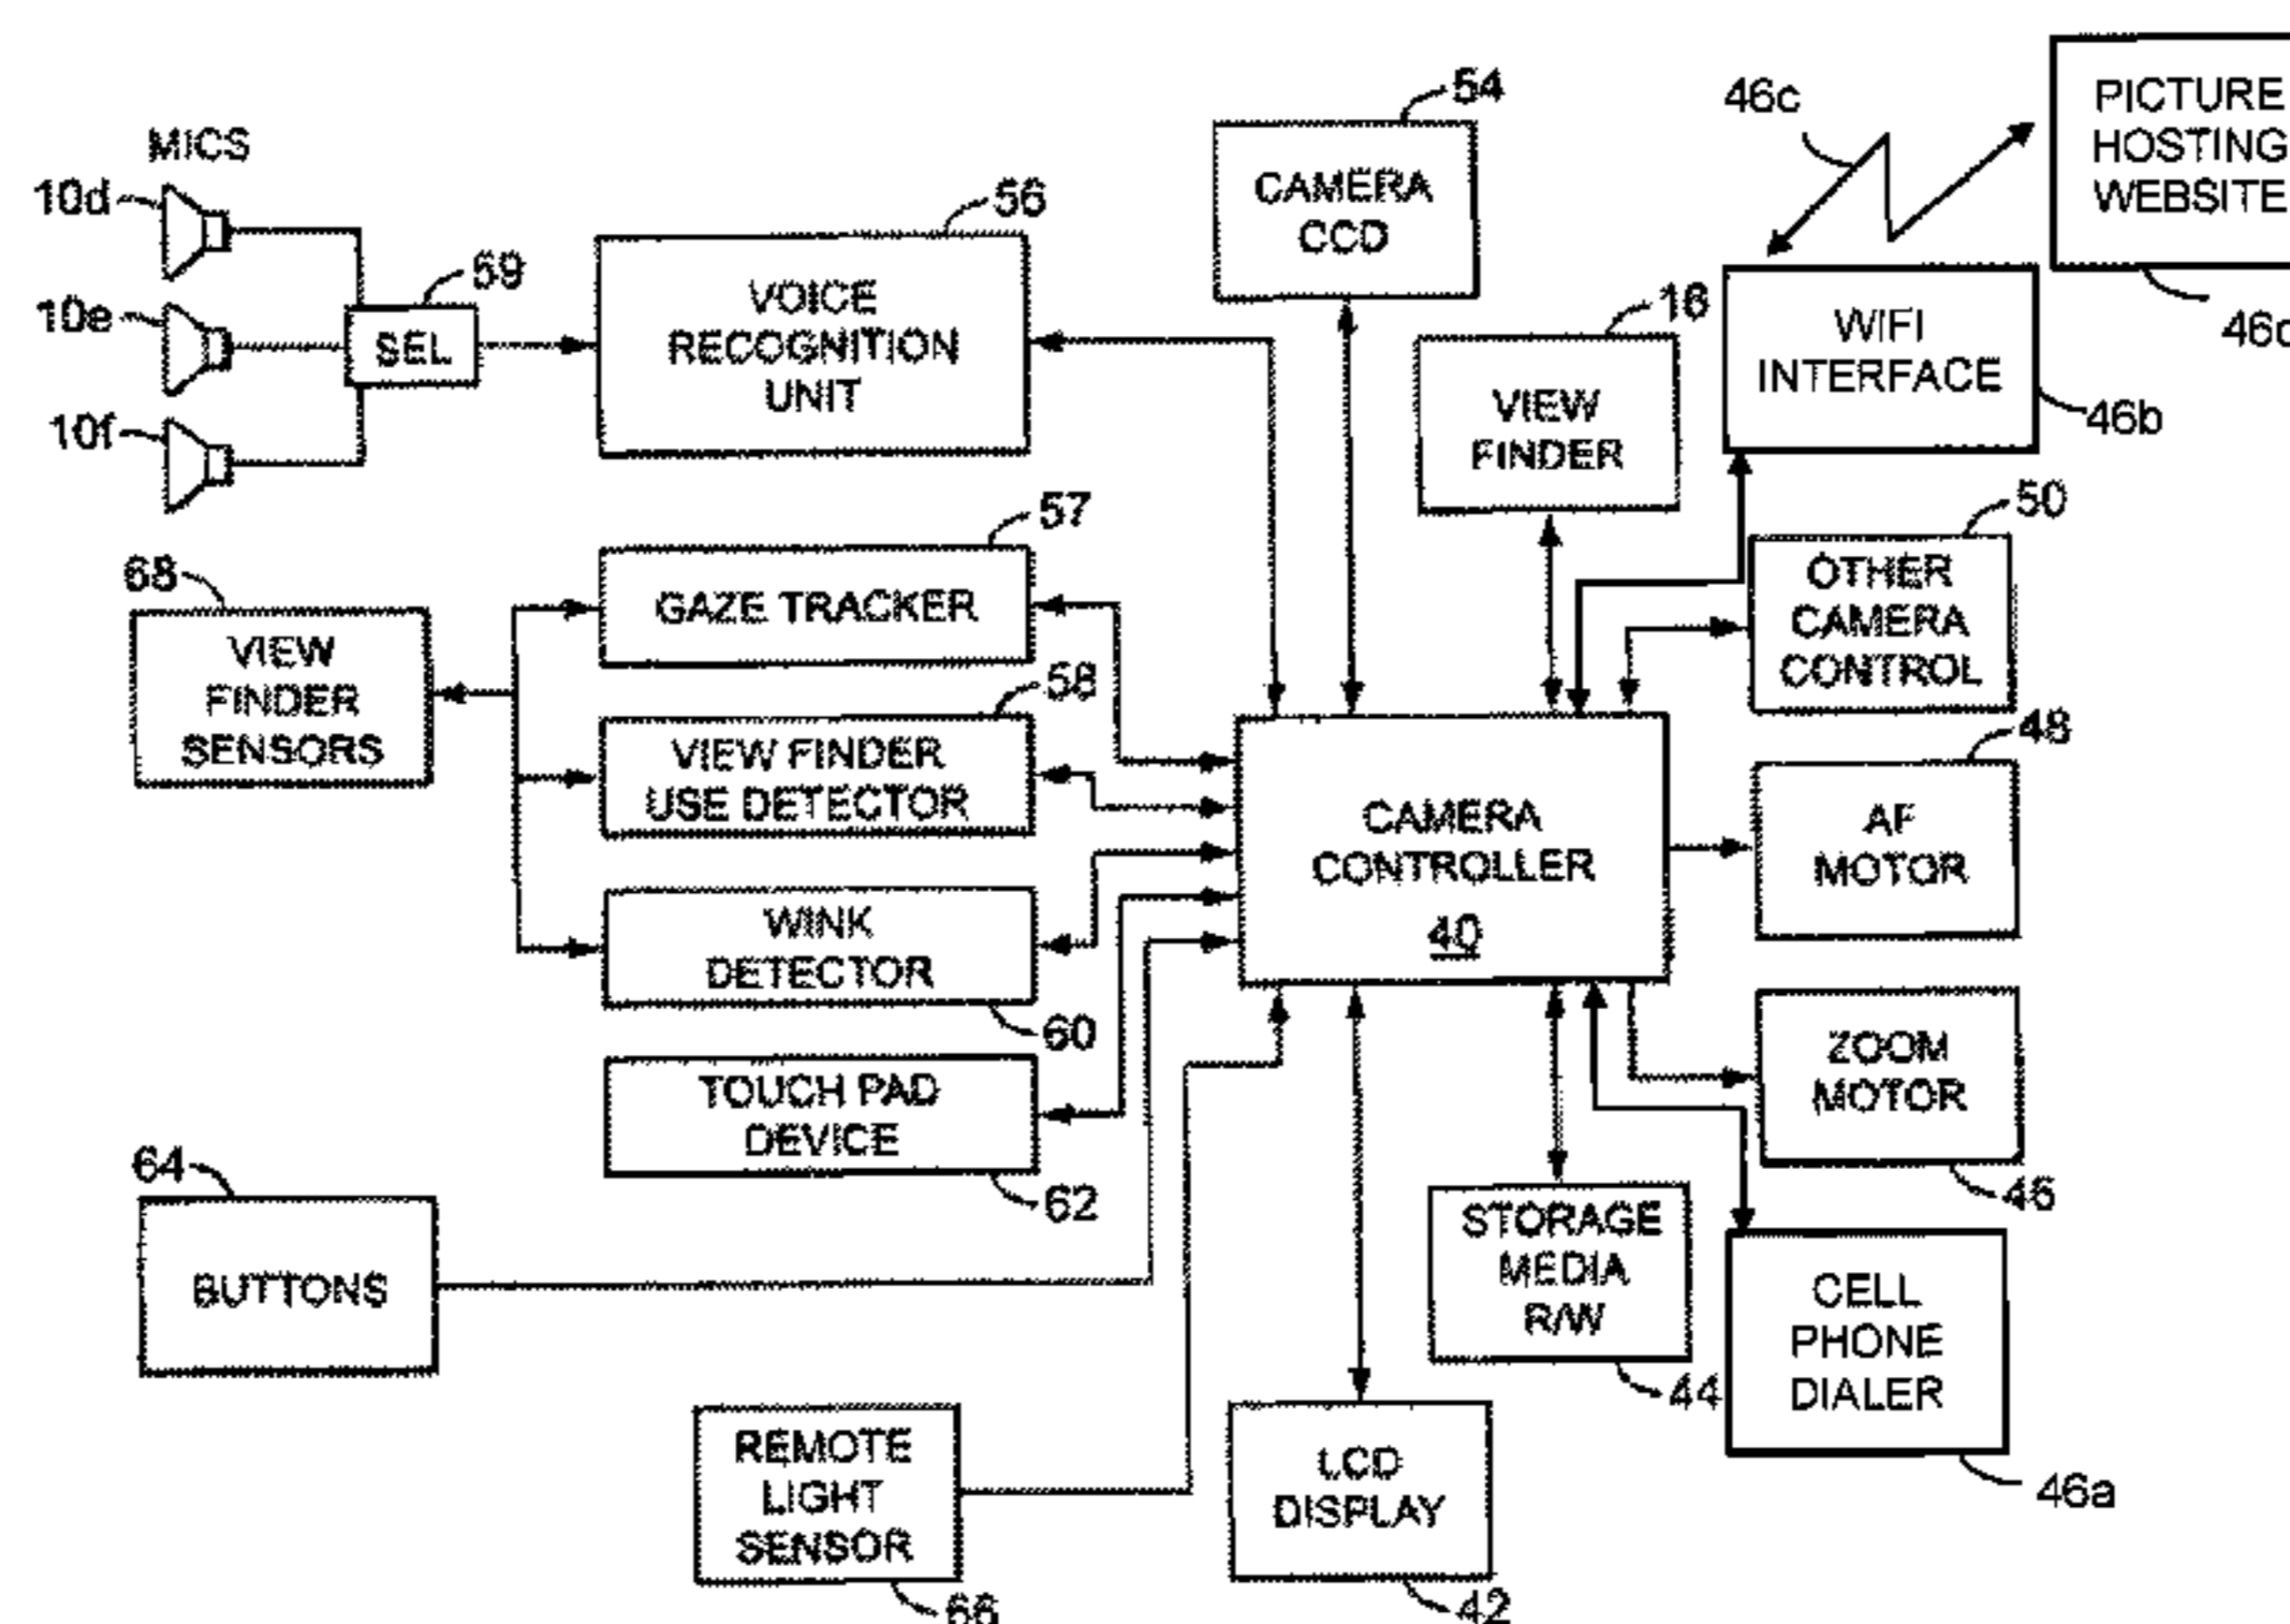 MICS
10d
10e
10f
59
SEL
56
VOICE
RECOGNITION
UNIT
54
CAMERA
CCD
16
VIEW
FINDER
46c
PICTURE
HOSTING
WEBSITE
WIFI
INTERFACE
46b
50
OTHER
CAMERA
CONTROL
68
VIEW
FINDER
SENSORS
57
GAZE TRACKER
58
VIEW FINDER
USE DETECTOR
WINK
DETECTOR
60
TOUCH PAD
DEVICE
62
CAMERA
CONTROLLER
40
48
AF
MOTOR
ZOOM
MOTOR
46
64
BUTTONS
STORAGE
MEDIA
R/W
44
CELL
PHONE
DIALER
46a
REMOTE
LIGHT
SENSOR
66
LCD
DISPLAY
42